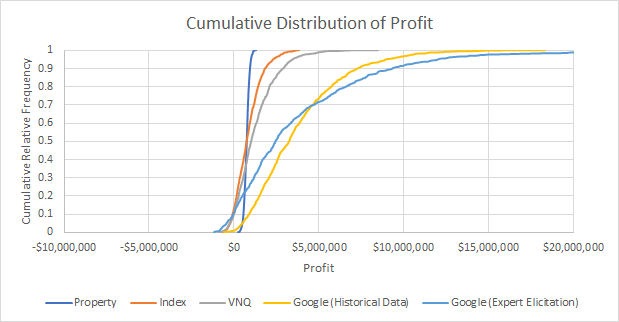 Cumulative Distribution of Profit
Cumulative Relative Frequency
1
0.9
0.8
0.7
0.6
0.5
0.4
0.3
0.2
0.1
0
-$10,000,000 -$5,000,000 $0 $5,000,000 $10,000,000 $15,000,000 $20,000,000
Profit
Property Index VNQ Google (Historical Data) Google (Expert Elicitation)